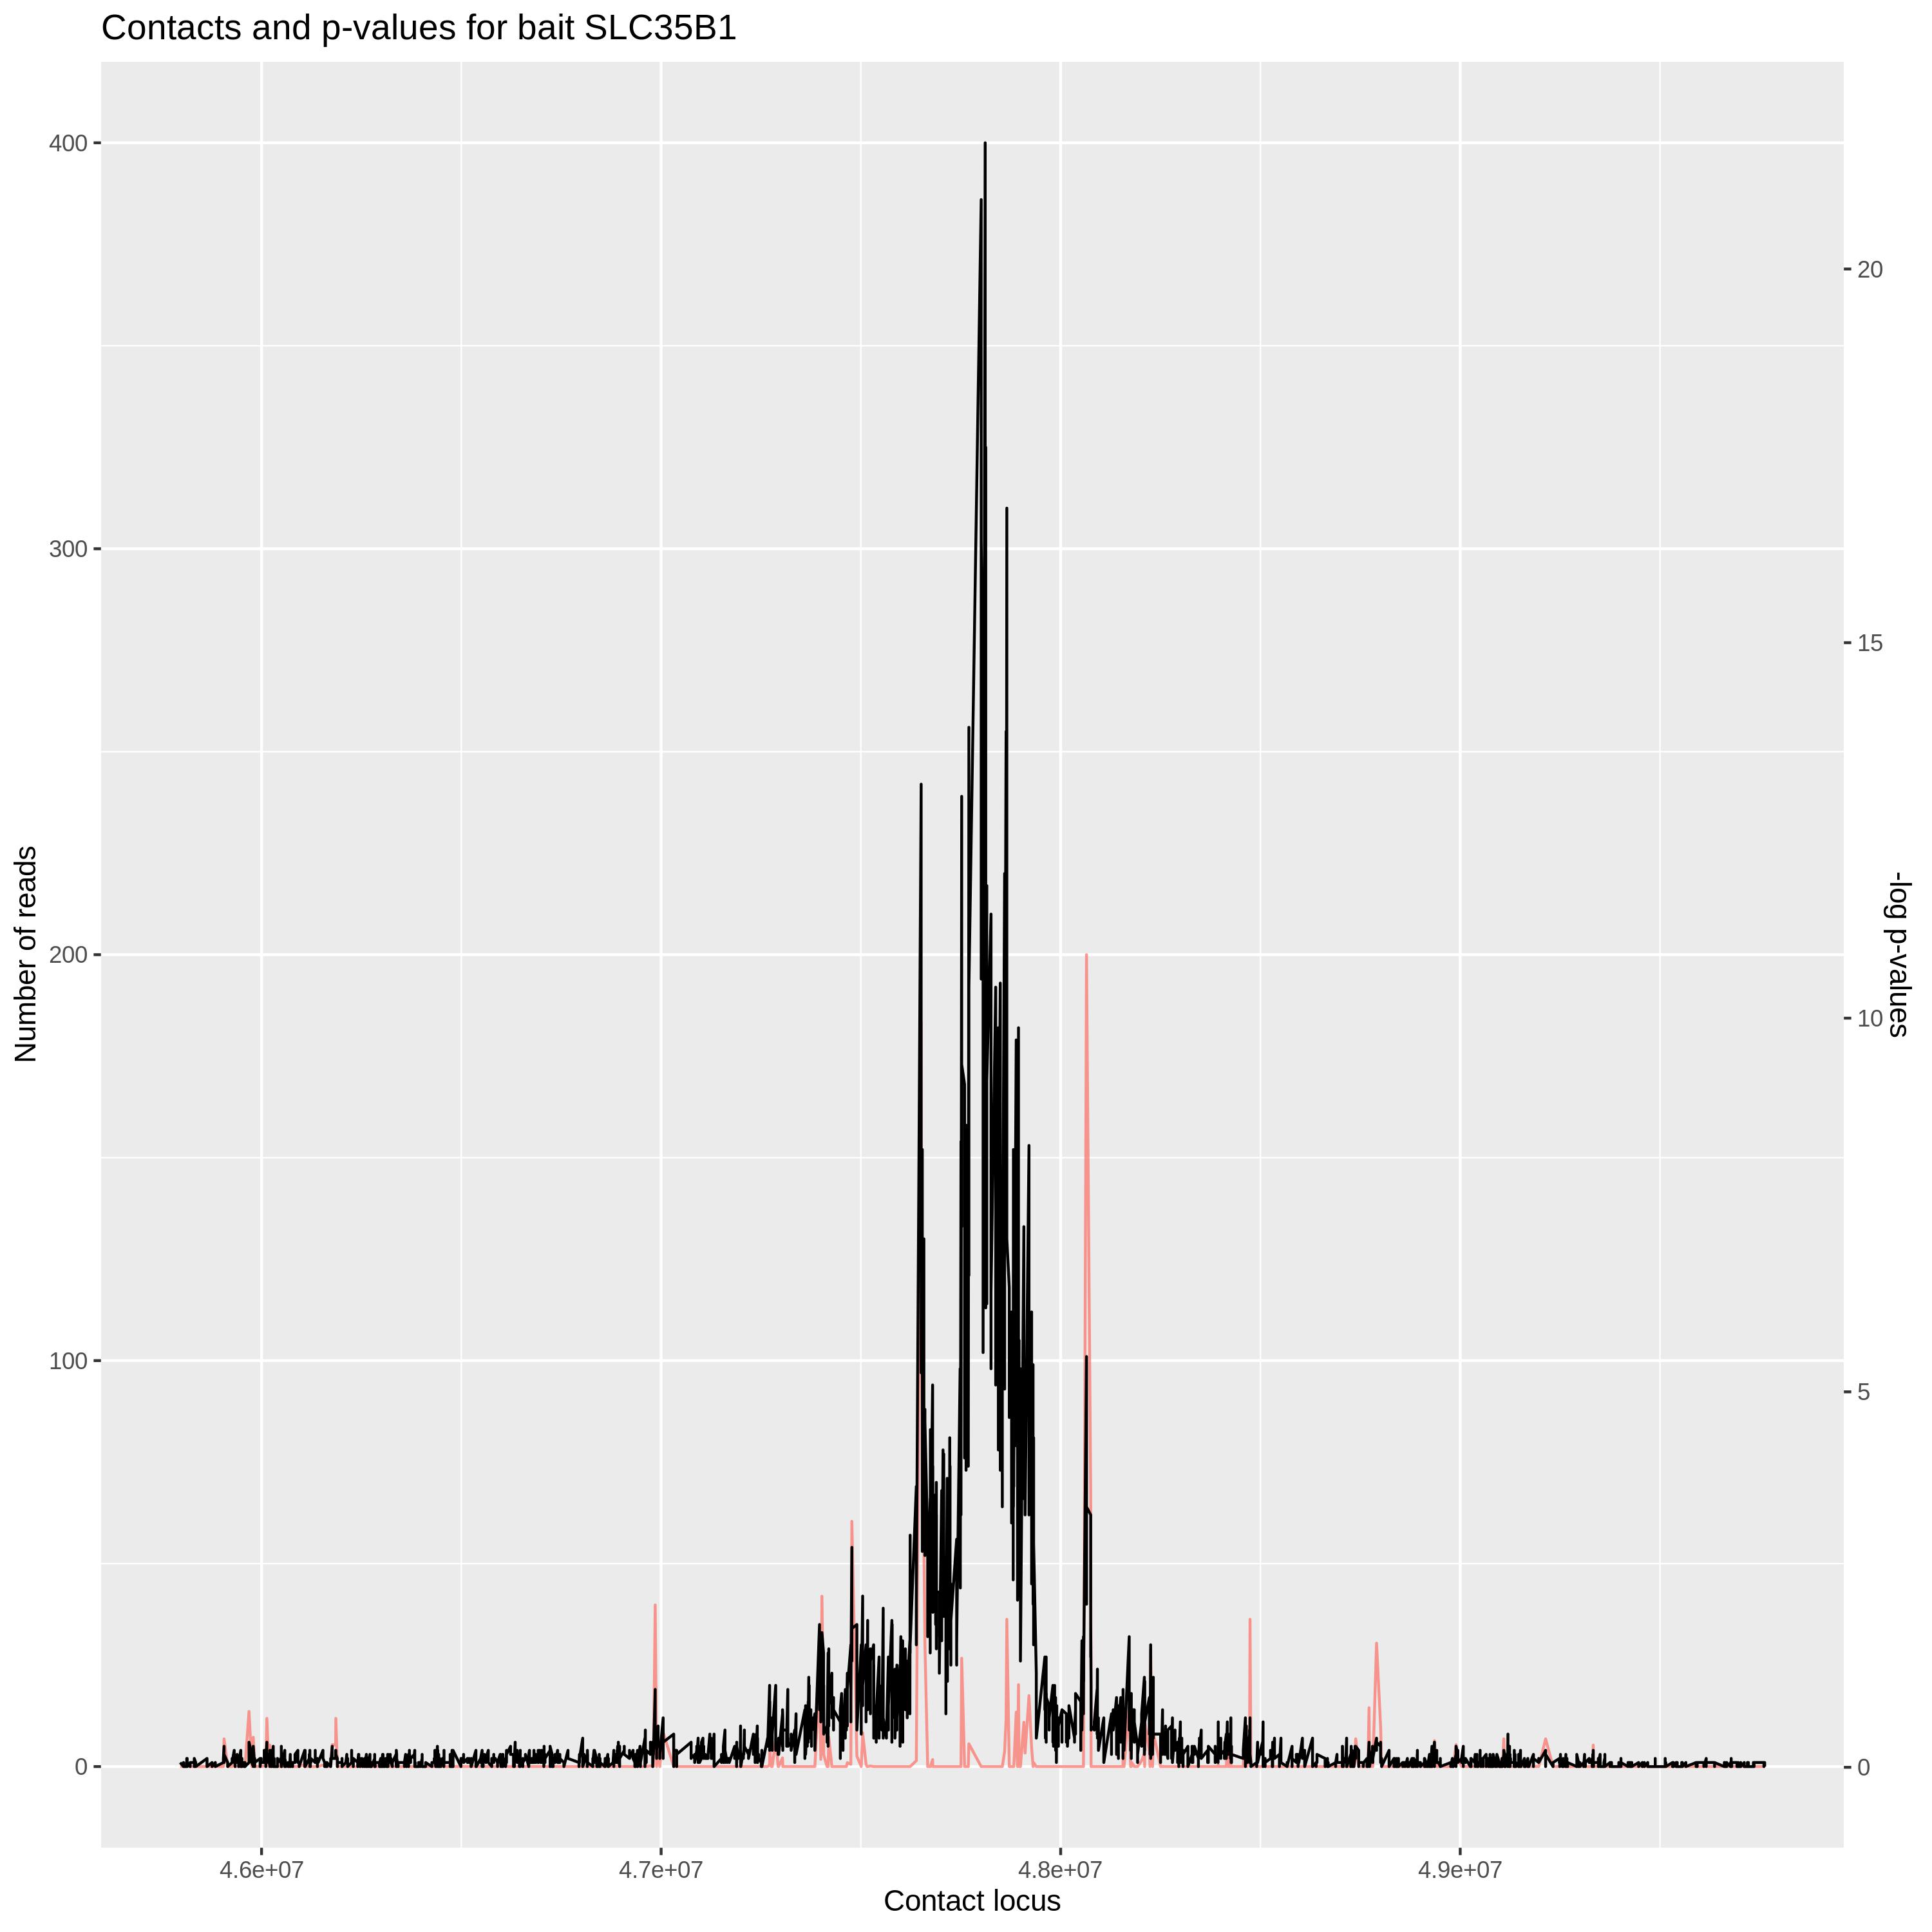 Contacts and p-values for bait SLC35B1
400
300
200
100
0
20
15
10
5
0
Number of reads
-log p-values
4.6e+07
4.7e+07
4.8e+07
4.9e+07
Contact locus